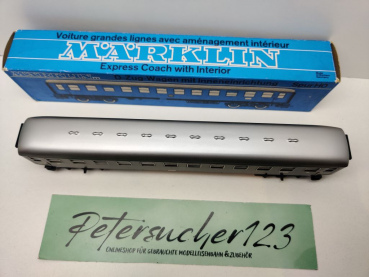 Voiture grandes lignes avec aménagement intérieur
MÄRKLIN
Express Coach with Interior
Petersucher123
ONLINESHOP FÜR GEBRAUCHTE MODELLEISENBAHN & ZUBEHÖR